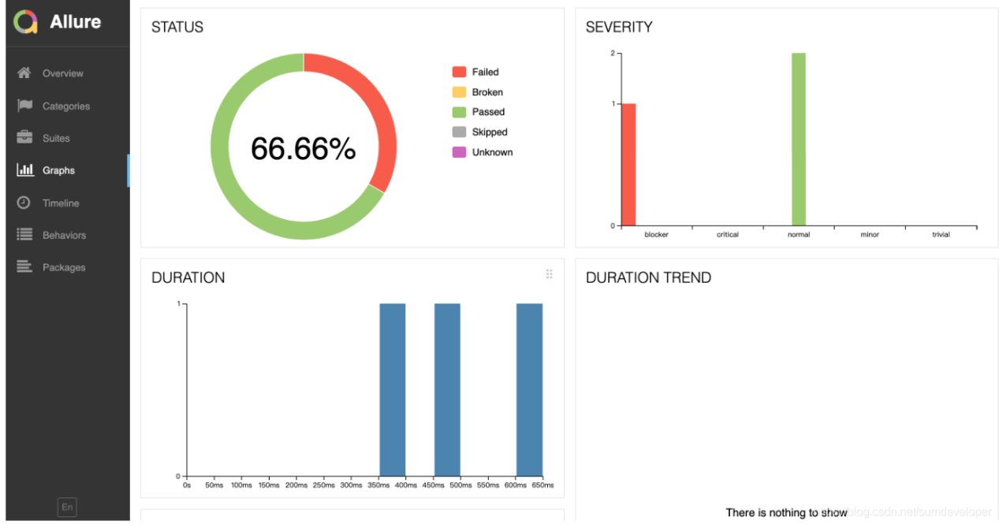 Allure
Overview
Categories
Suites
Graphs
Timeline
Behaviors
Packages
En
STATUS
66.66%
Failed
Broken
Passed
Skipped
Unknown
SEVERITY
2
1
0
blocker critical normal minor trivial
DURATION
1
0
0s 50ms 100ms 150ms 200ms 250ms 300ms 350ms 400ms 450ms 500ms 550ms 600ms 650ms
DURATION TREND
There is nothing to show
blog.csdn.net/sumdeveloper